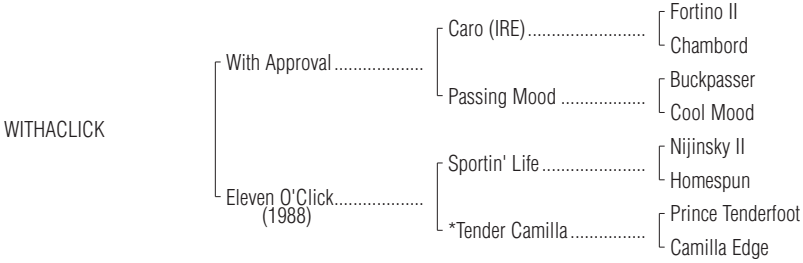 Fortino II
Caro (IRE)........................
Chambord
With Approval...................
Buckpasser
Passing Mood ..................
Cool Mood
WITHACLICK
Nijinsky II
Sportin' Life......................
Homespun
Eleven O'Click...................
(1988)
Prince Tenderfoot
*Tender Camilla................
Camilla Edge